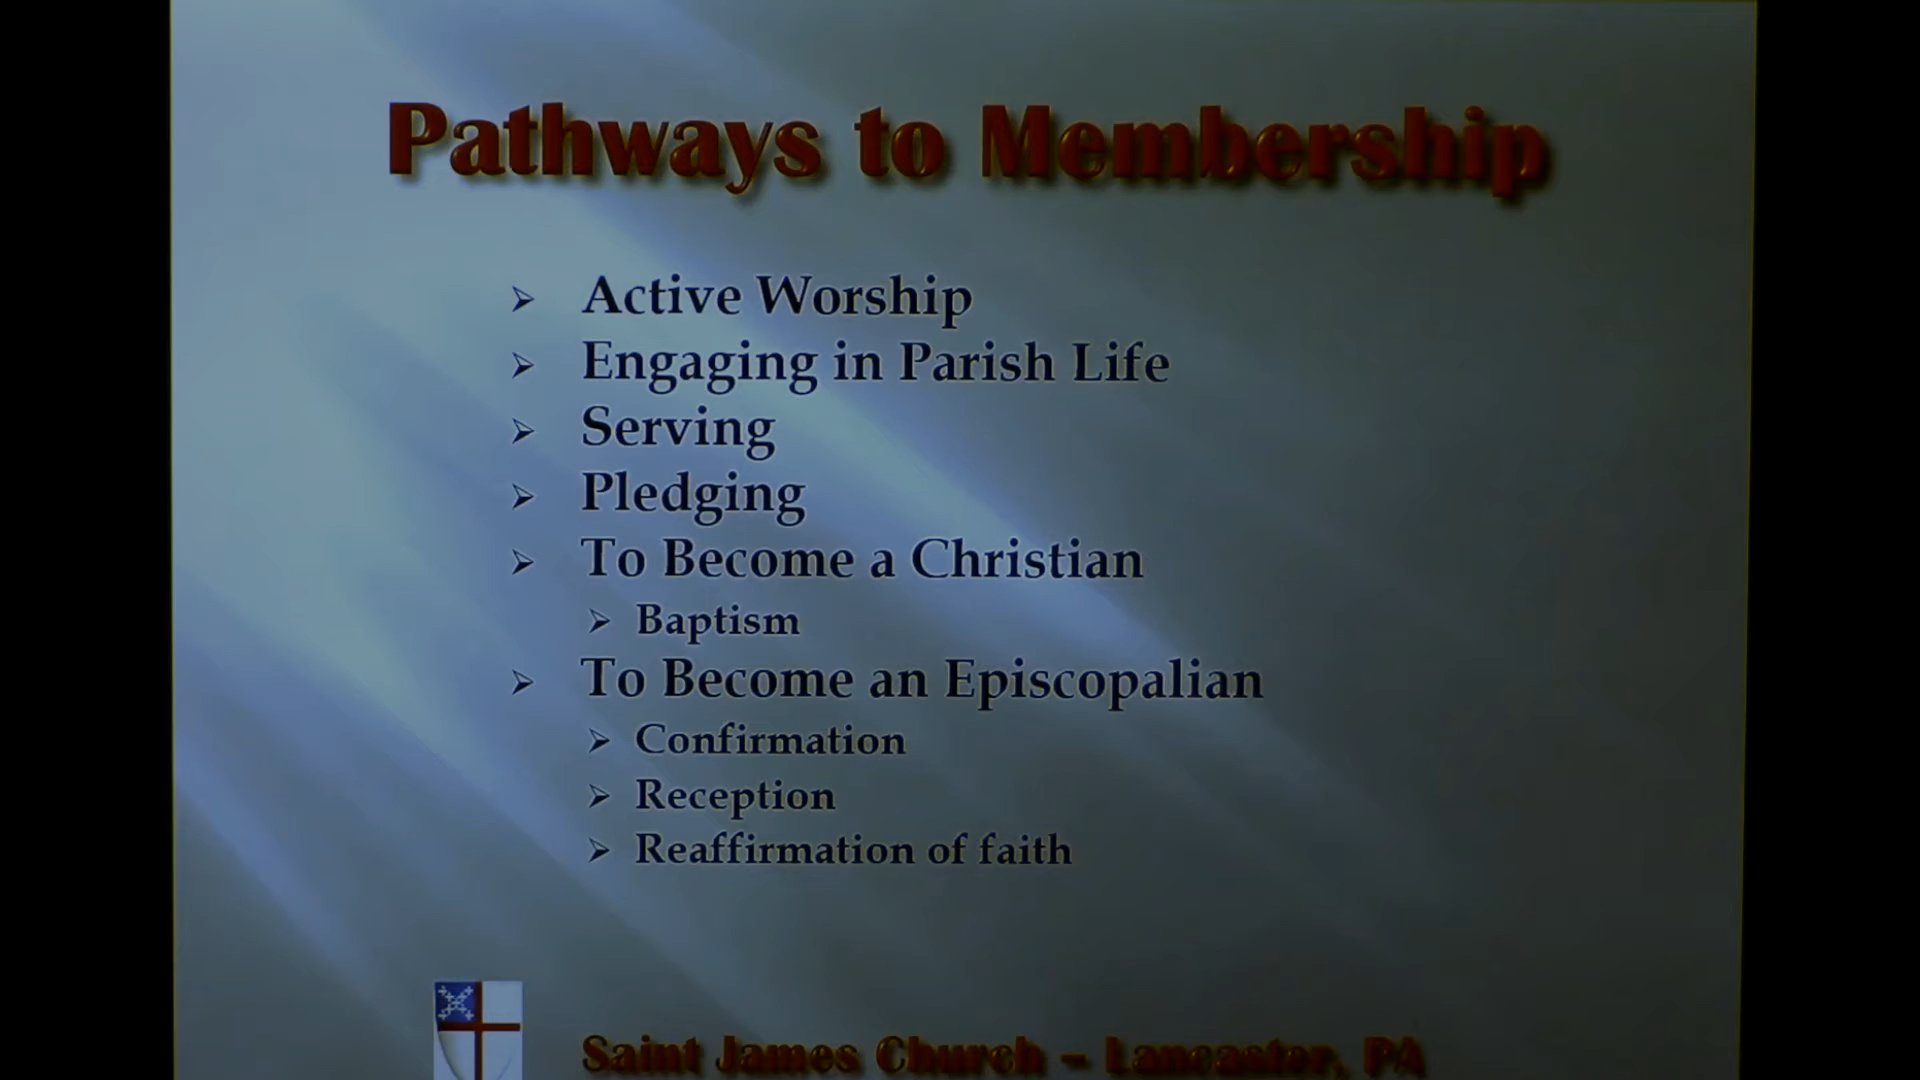 Pathways to Membership
Active Worship
Engaging in Parish Life
Serving
Pledging
To Become a Christian
Baptism
To Become an Episcopalian
Confirmation
Reception
Reaffirmation of faith
Saint James Church – Lancaster, PA